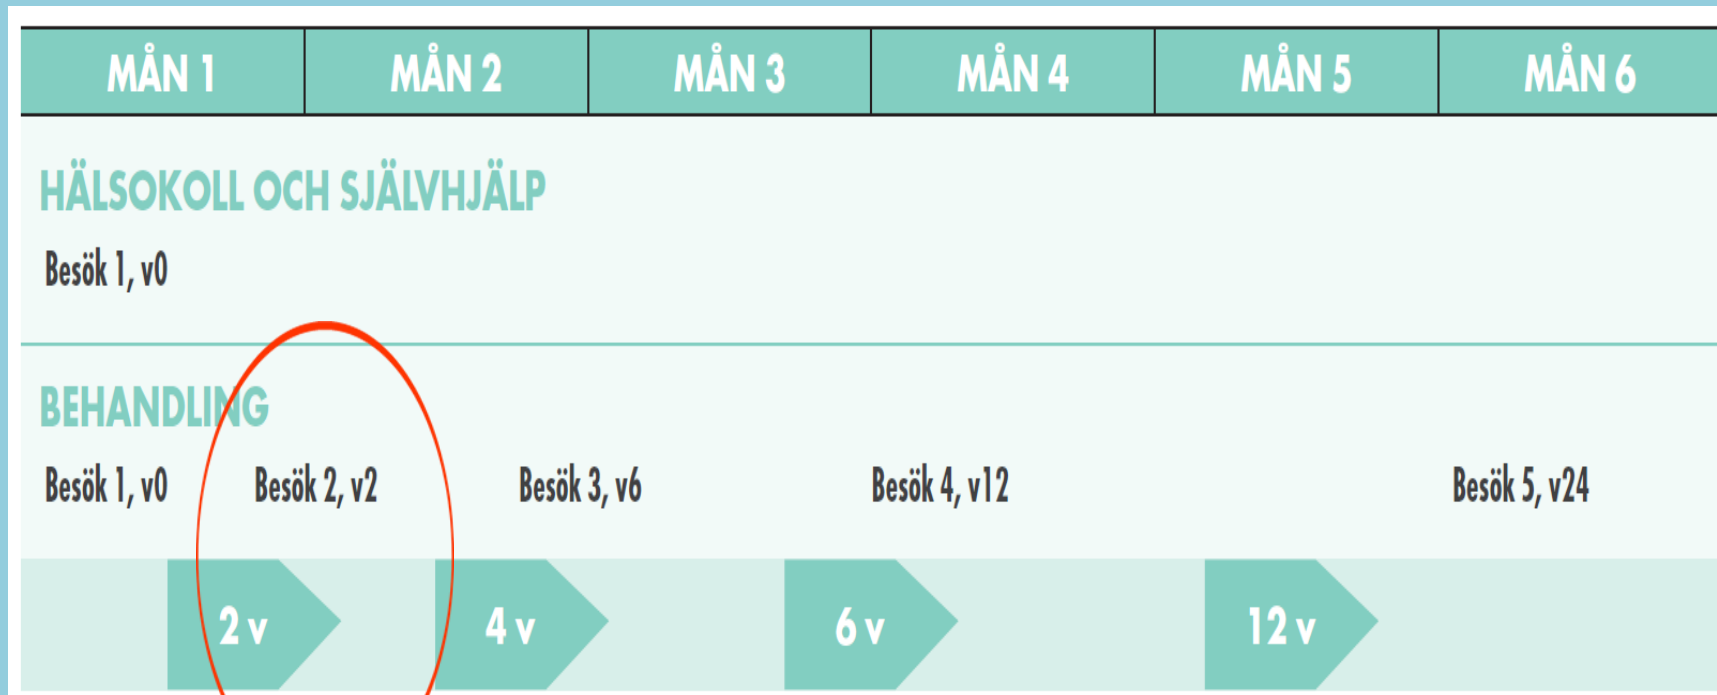 MÅN 1 MÅN 2 MÅN 3 MÅN 4 MÅN 5 MÅN 6
HÄLSOKOLL OCH SJÄLVHJÄLP
Besök 1, v0
BEHANDLING
Besök 1, v0 Besök 2, v2 Besök 3, v6 Besök 4, v12 Besök 5, v24
2 v 4 v 6 v 12 v